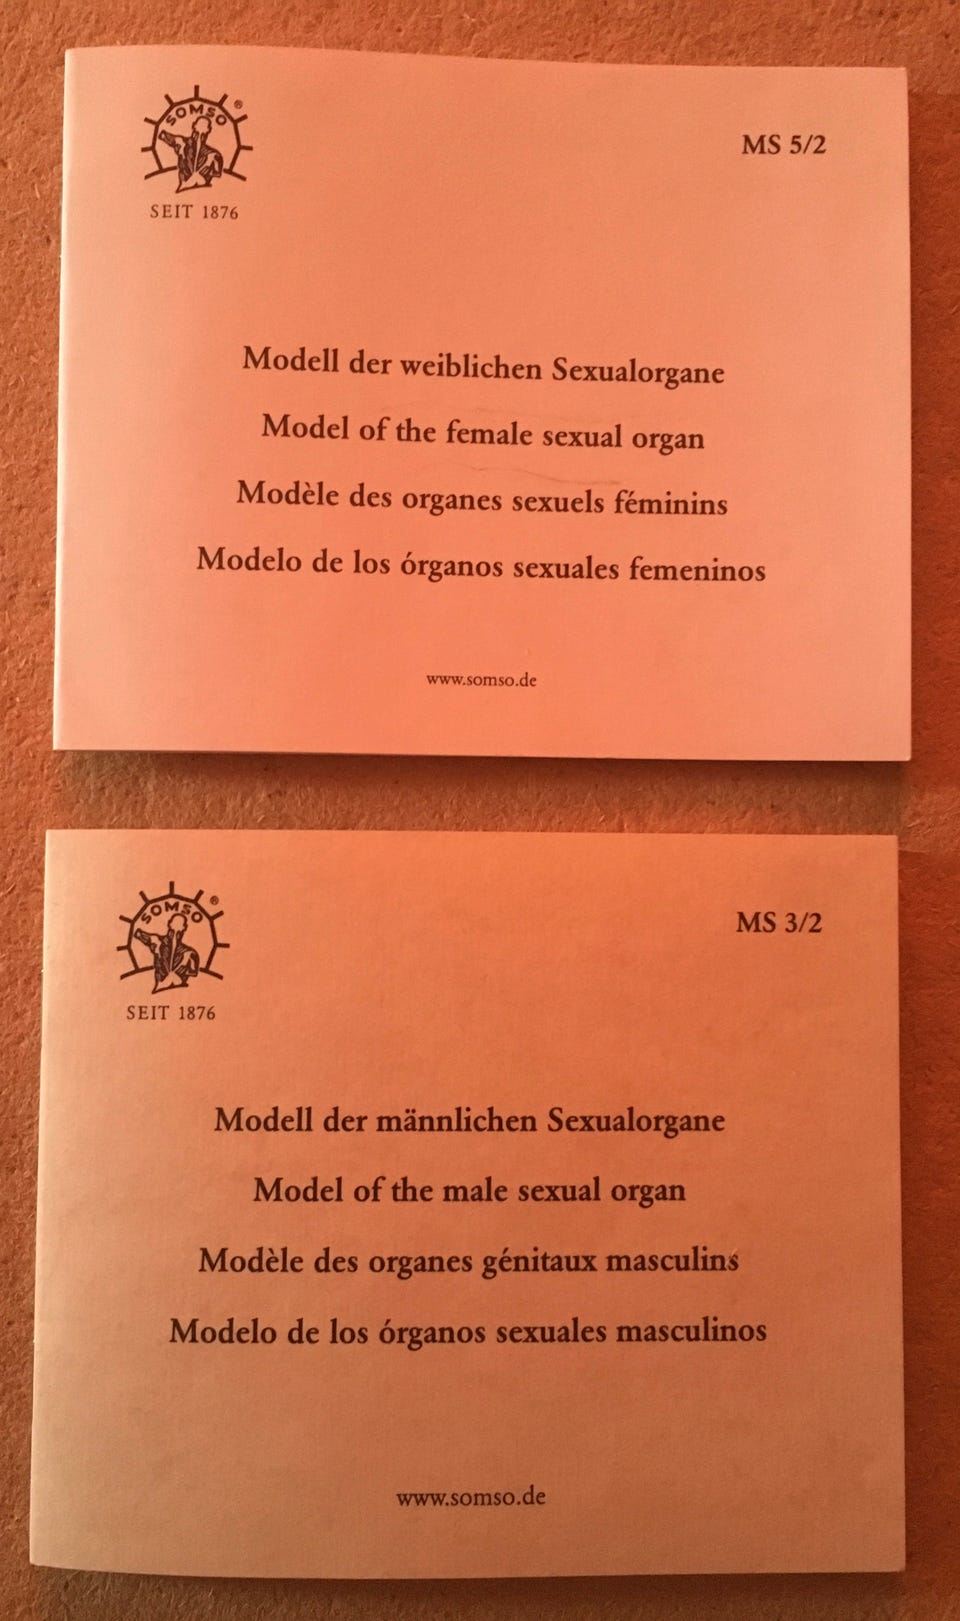 SOMSO ®
SEIT 1876
MS 5/2
Modell der weiblichen Sexualorgane
Model of the female sexual organ
Modèle des organes sexuels féminins
Modelo de los órganos sexuales femeninos
www.somso.de
SOMSO ®
SEIT 1876
MS 3/2
Modell der männlichen Sexualorgane
Model of the male sexual organ
Modèle des organes génitaux masculins
Modelo de los órganos sexuales masculinos
www.somso.de